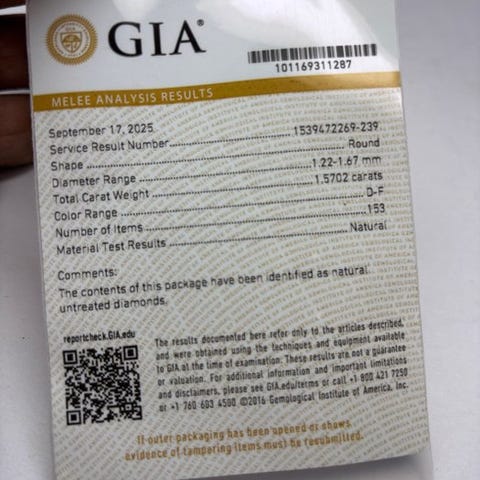 GIA®
101169311287
MELEE ANALYSIS RESULTS
September 17, 2025
Service Result Number 1539472269-239
Shape Round
Diameter Range 1.22-1.67 mm
Total Carat Weight 1.5702 carats
Color Range D-F
Number of Items 153
Material Test Results Natural
Comments:
The contents of this package have been identified as natural
untreated diamonds.
reportcheck.GIA.edu
The results documented here refer only to the articles described,
and were obtained using the techniques and equipment available
to GIA at the time of examination. These results are not a guarantee
or valuation. For additional information and important limitations
and disclaimers, please see GIA.edu/terms or call +1 800 421 7250
or +1 760 603 4500 ©2016 Gemological Institute of America, Inc.
If outer packaging has been opened or shows
evidence of tampering items must be resubmitted.